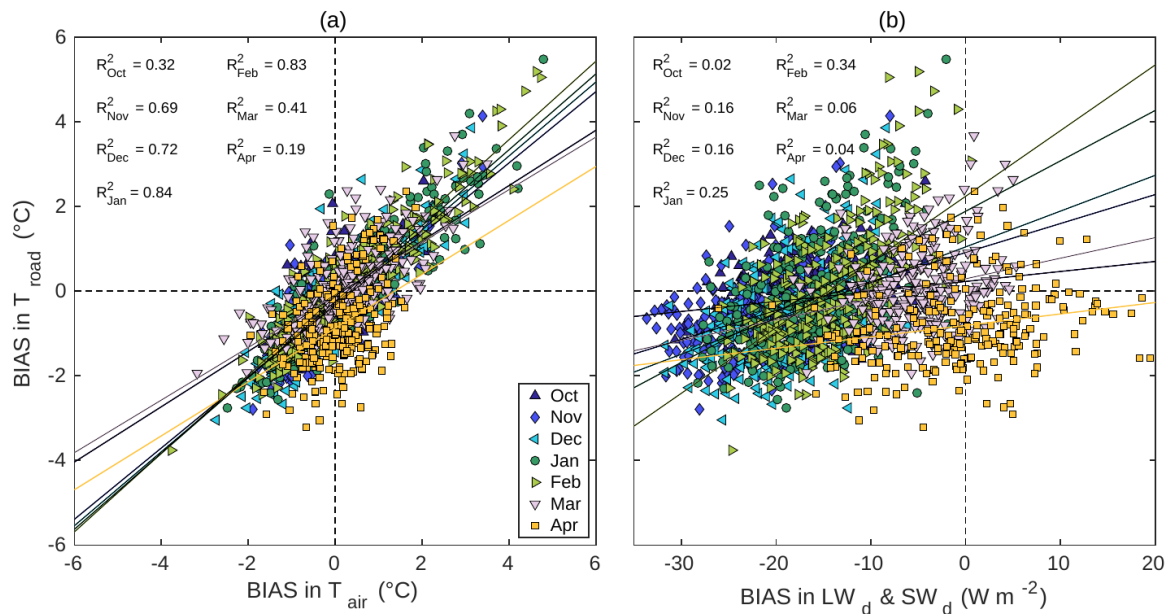 (a)
(b)
6
4
2
0
-2
-4
-6
BIAS in T road (°C)
R²Oct = 0.32 R²Feb = 0.83
R²Nov = 0.69 R²Mar = 0.41
R²Dec = 0.72 R²Apr = 0.19
R²Jan = 0.84
Oct
Nov
Dec
Jan
Feb
Mar
Apr
-6 -4 -2 0 2 4 6
BIAS in T air (°C)
R²Oct = 0.02 R²Feb = 0.34
R²Nov = 0.16 R²Mar = 0.06
R²Dec = 0.16 R²Apr = 0.04
R²Jan = 0.25
-30 -20 -10 0 10 20
BIAS in LW d & SW d (W m -2)